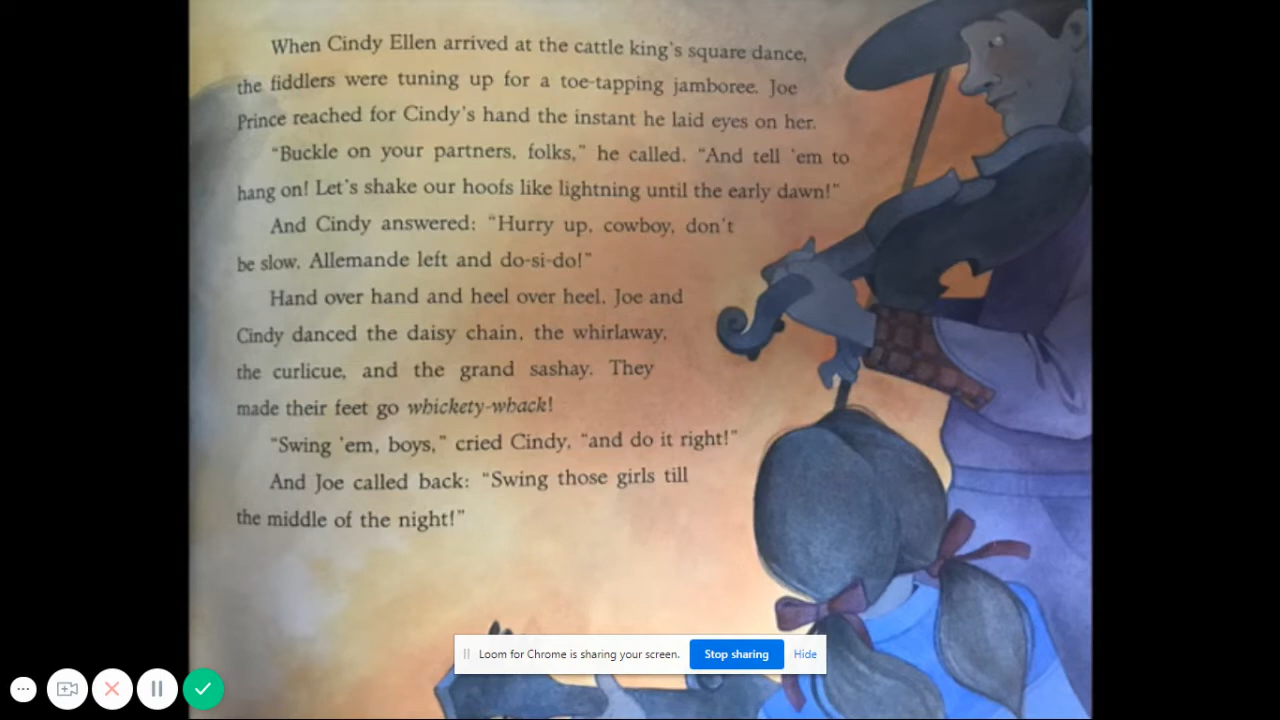 When Cindy Ellen arrived at the cattle king's square dance,
the fiddlers were tuning up for a toe-tapping jamboree. Joe
Prince reached for Cindy's hand the instant he laid eyes on her.
"Buckle on your partners, folks," he called. "And tell 'em to
hang on! Let's shake our hoofs like lightning until the early dawn!"
And Cindy answered: "Hurry up, cowboy, don't
be slow. Allemande left and do-si-do!"
Hand over hand and heel over heel, Joe and
Cindy danced the daisy chain, the whirlaway,
the curlicue, and the grand sashay. They
made their feet go whickety-whack!
"Swing 'em, boys," cried Cindy, "and do it right!"
And Joe called back: "Swing those girls till
the middle of the night!"
Loom for Chrome is sharing your screen. Stop sharing Hide